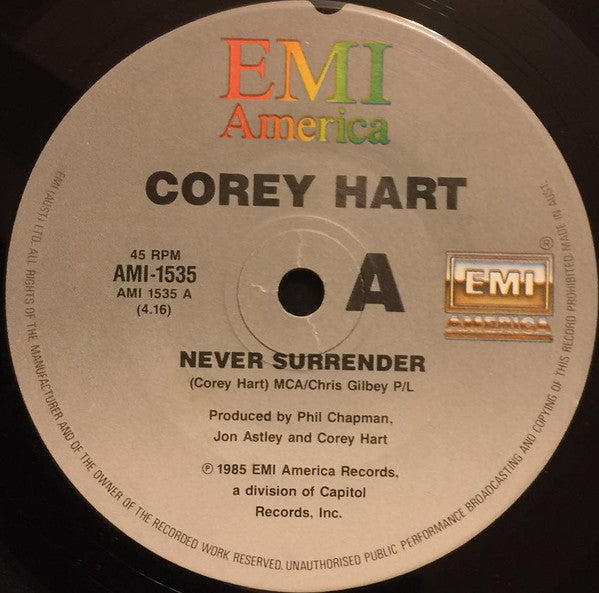 EMI
America
COREY HART
45 RPM
AMI-1535
AMI 1535 A
(4.16)
A
EMI
AMERICA
®
NEVER SURRENDER
(Corey Hart) MCA/Chris Gilbey P/L
Produced by Phil Chapman,
Jon Astley and Corey Hart
℗ 1985 EMI America Records,
a division of Capitol
Records, Inc.
EMI (AUST.) LTD. ALL RIGHTS OF THE MANUFACTURER AND OF THE OWNER OF THE RECORDED WORK RESERVED. UNAUTHORISED PUBLIC PERFORMANCE BROADCASTING AND COPYING OF THIS RECORD PROHIBITED MADE IN AUST.